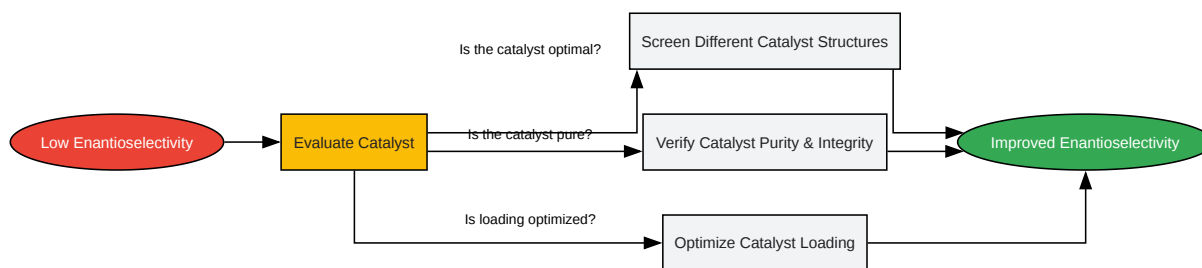 Low Enantioselectivity
Evaluate Catalyst
Is the catalyst optimal?
Screen Different Catalyst Structures
Is the catalyst pure?
Verify Catalyst Purity & Integrity
Is loading optimized?
Optimize Catalyst Loading
Improved Enantioselectivity